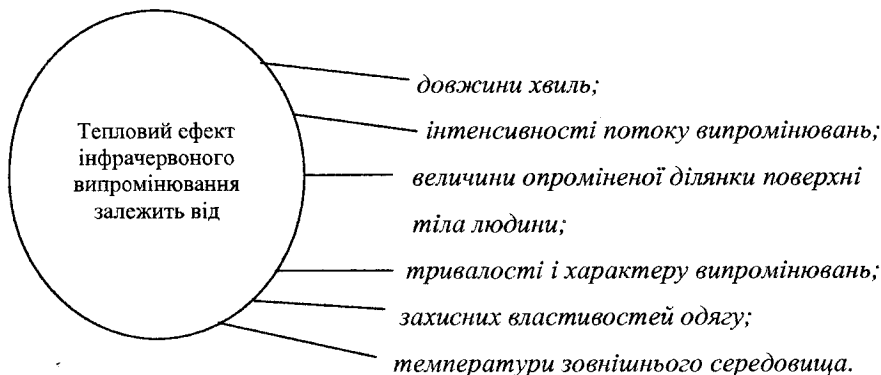 Тепловий ефект
інфрачервоного
випромінювання
залежить від
довжини хвиль;
інтенсивності потоку випромінювань;
величини опроміненої ділянки поверхні
тіла людини;
тривалості і характеру випромінювань;
захисних властивостей одягу;
температури зовнішнього середовища.